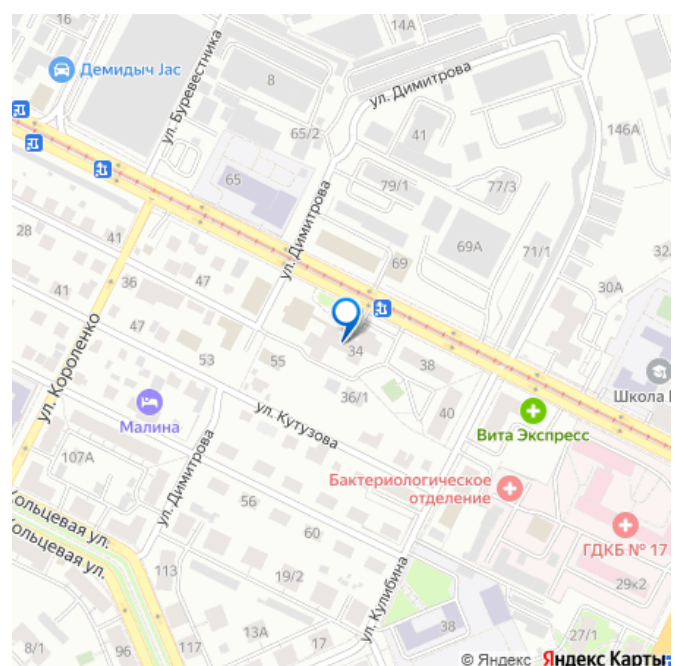 14А
65
Демидыч Jac
ул. Буревестника
8
ул. Димитрова
65/2
41
146А
65
79/1
77/3
28
41
ул. Димитрова
69
69А
71/1
32
47
36
30А
41
47
34
53
55
38
Школа
ул. Короленко
36/1
Малина
ул. Кутузова
40
Вита Экспресс
107А
ул. Димитрова
Бактериологическое
отделение
56
Кольцевая ул.
Кольцевая ул.
60
ГДКБ № 17
113
19/2
ул. Кулибина
29к2
38
8/1
96
117
13А
17
27/1
© Яндекс Яндекс Карты